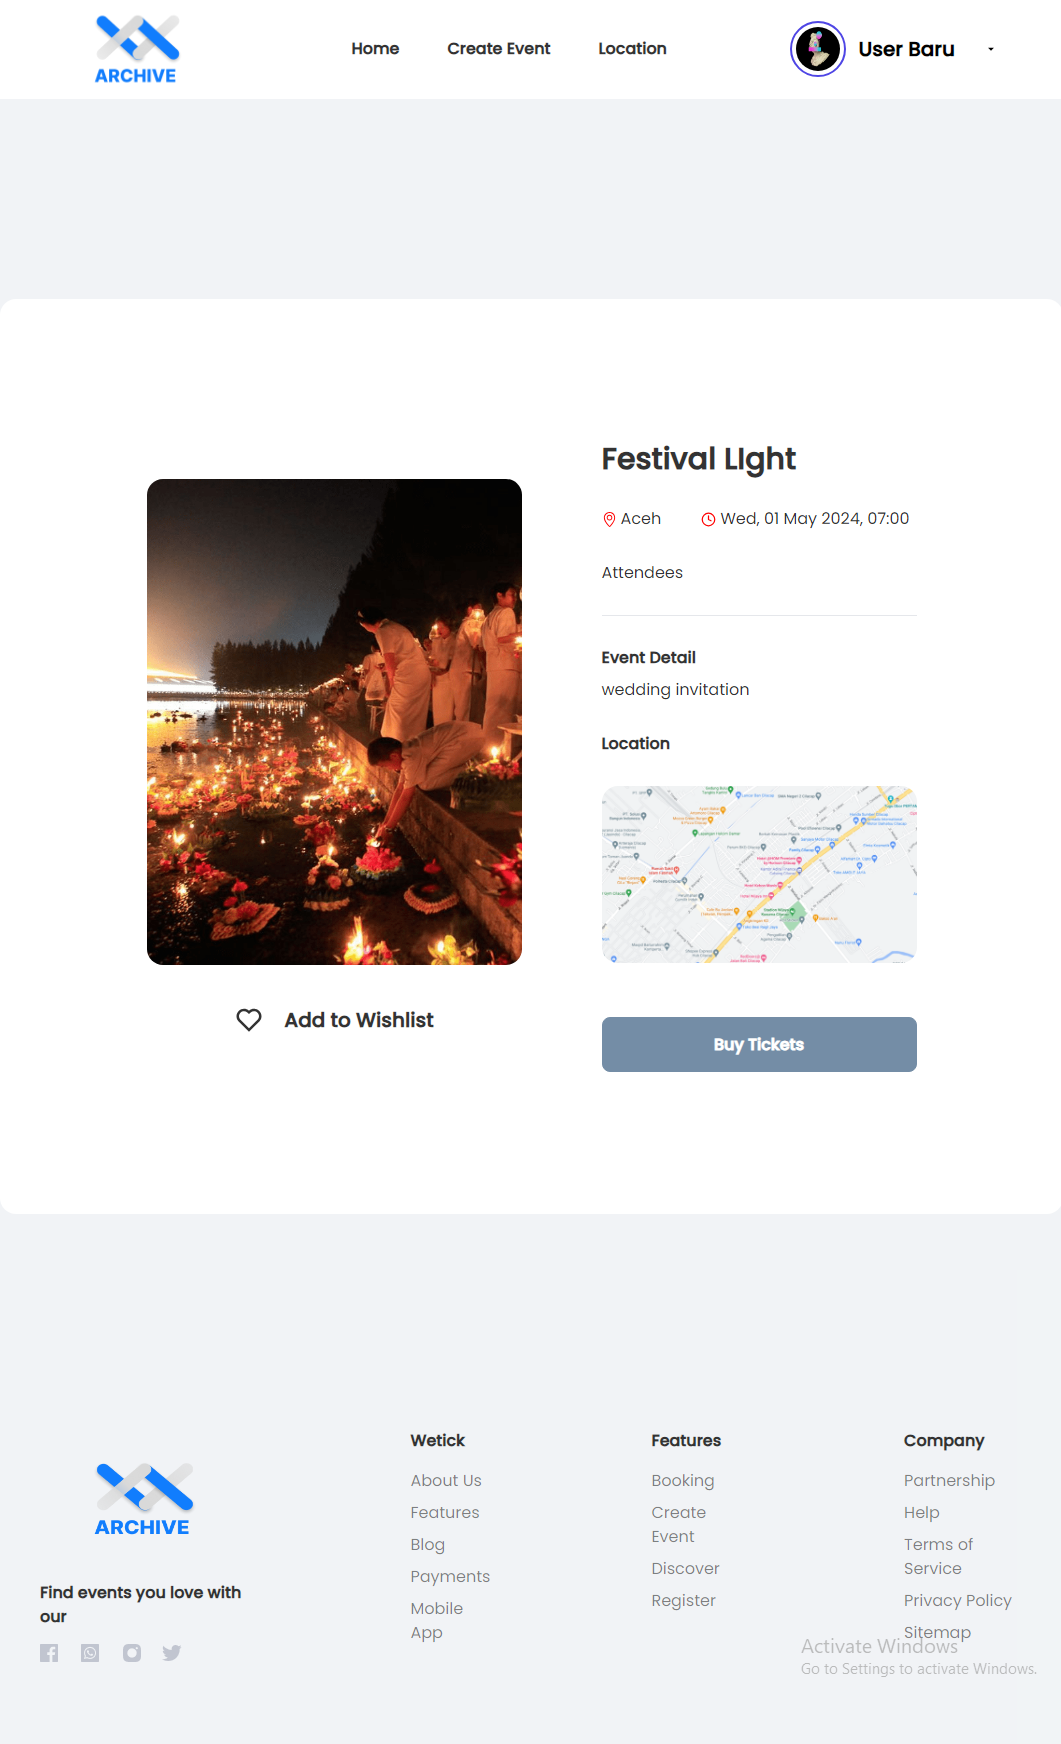 ARCHIVE
Home
Create Event
Location
User Baru
Festival LIght
Aceh
Wed, 01 May 2024, 07:00
Attendees
Event Detail
wedding invitation
Location
Add to Wishlist
Buy Tickets
ARCHIVE
Find events you love with
our
Wetick
About Us
Features
Blog
Payments
Mobile
App
Features
Booking
Create
Event
Discover
Register
Company
Partnership
Help
Terms of
Service
Privacy Policy
Sitemap
Activate Windows
Go to Settings to activate Windows.